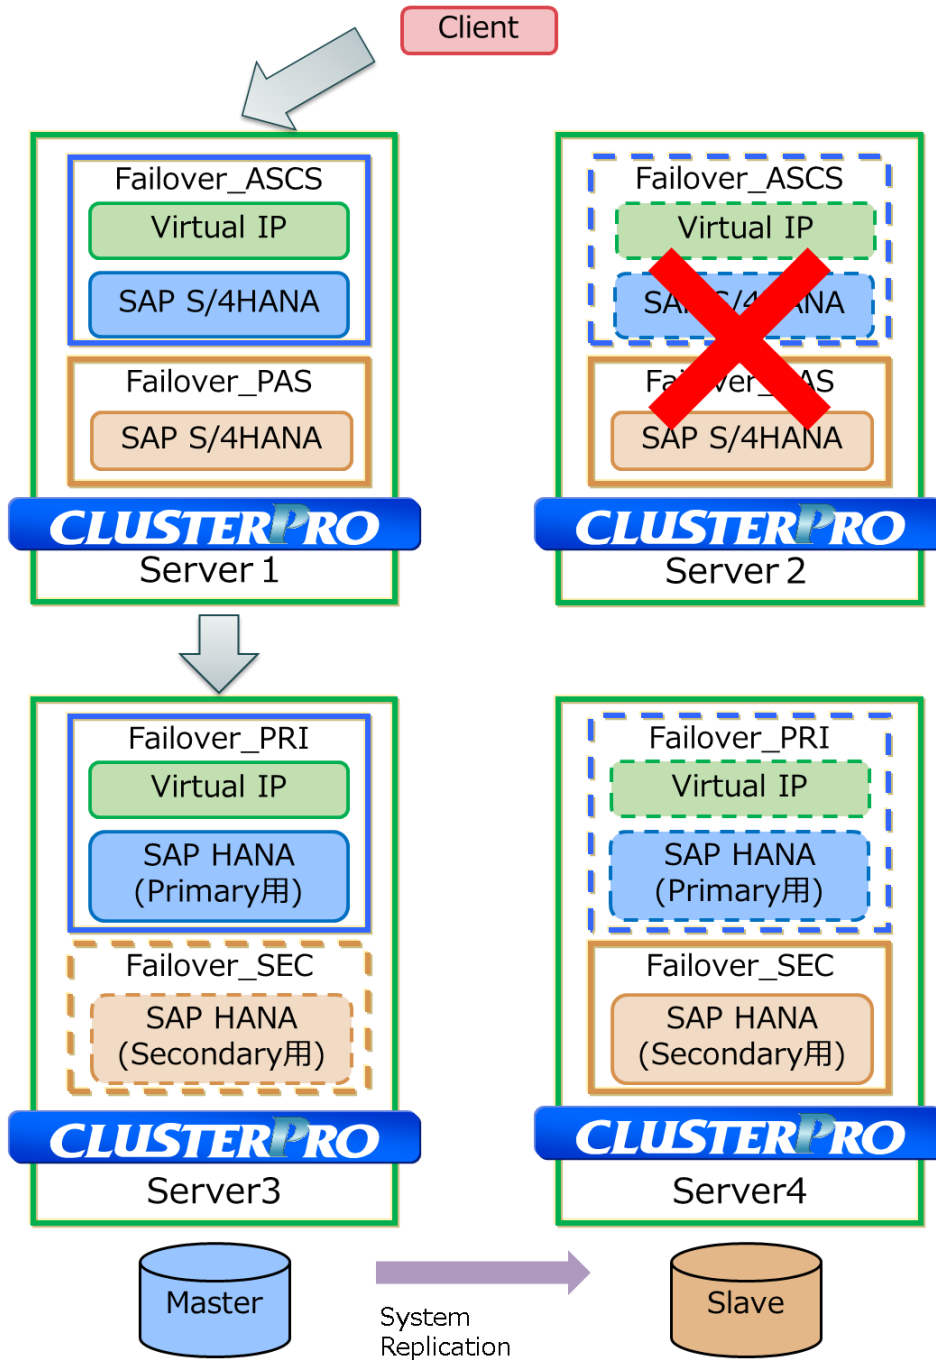 Client
Failover_ASCS
Virtual IP
SAP S/4HANA
Failover_PAS
SAP S/4HANA
CLUSTERPRO
Server 1
Failover_ASCS
Virtual IP
SAP S/4HANA
Failover_PAS
SAP S/4HANA
CLUSTERPRO
Server 2
Failover_PRI
Virtual IP
SAP HANA
(Primary用)
Failover_SEC
SAP HANA
(Secondary用)
CLUSTERPRO
Server3
Failover_PRI
Virtual IP
SAP HANA
(Primary用)
Failover_SEC
SAP HANA
(Secondary用)
CLUSTERPRO
Server4
Master
System
Replication
Slave